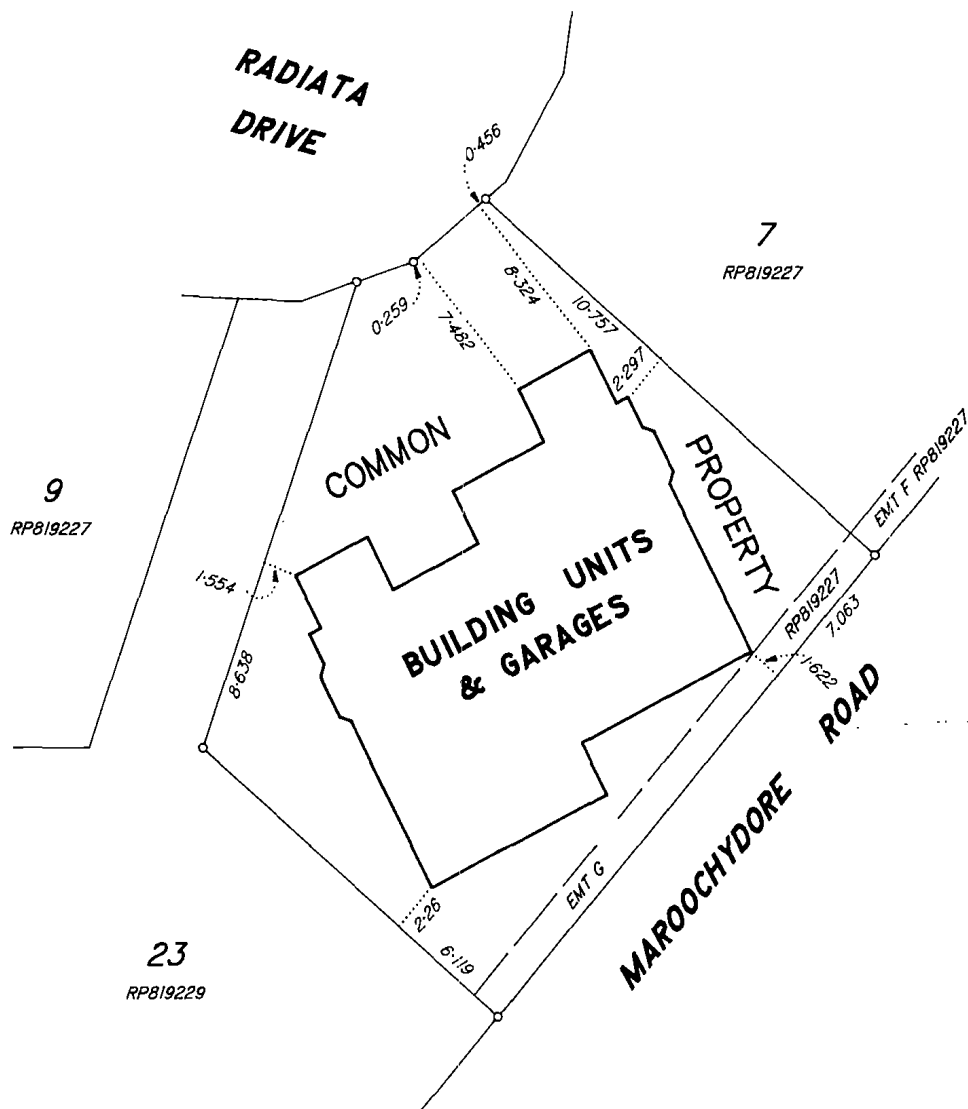 RADIATA
DRIVE
0·456
7
RP819227
8·324
10·757
0·259
7·482
2·297
COMMON
PROPERTY
EMT F RP819227
9
RP819227
1·554
BUILDING UNITS
& GARAGES
RP819227
7·063
1·622
8·638
ROAD
MAROOCHYDORE
EMT G
2·26
6·119
23
RP819229